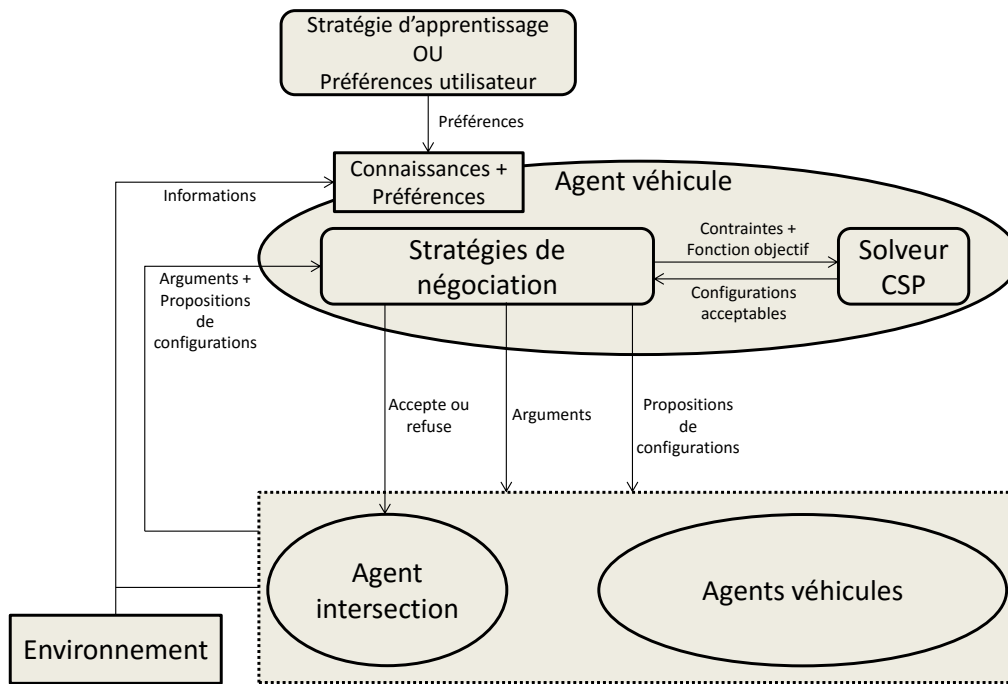 Stratégie d’apprentissage
OU
Préférences utilisateur
Préférences
Connaissances +
Préférences
Agent véhicule
Informations
Stratégies de
négociation
Contraintes +
Fonction objectif
Solveur
CSP
Configurations
acceptables
Arguments +
Propositions
de
configurations
Accepte ou
refuse
Arguments
Propositions
de
configurations
Agent
intersection
Agents véhicules
Environnement